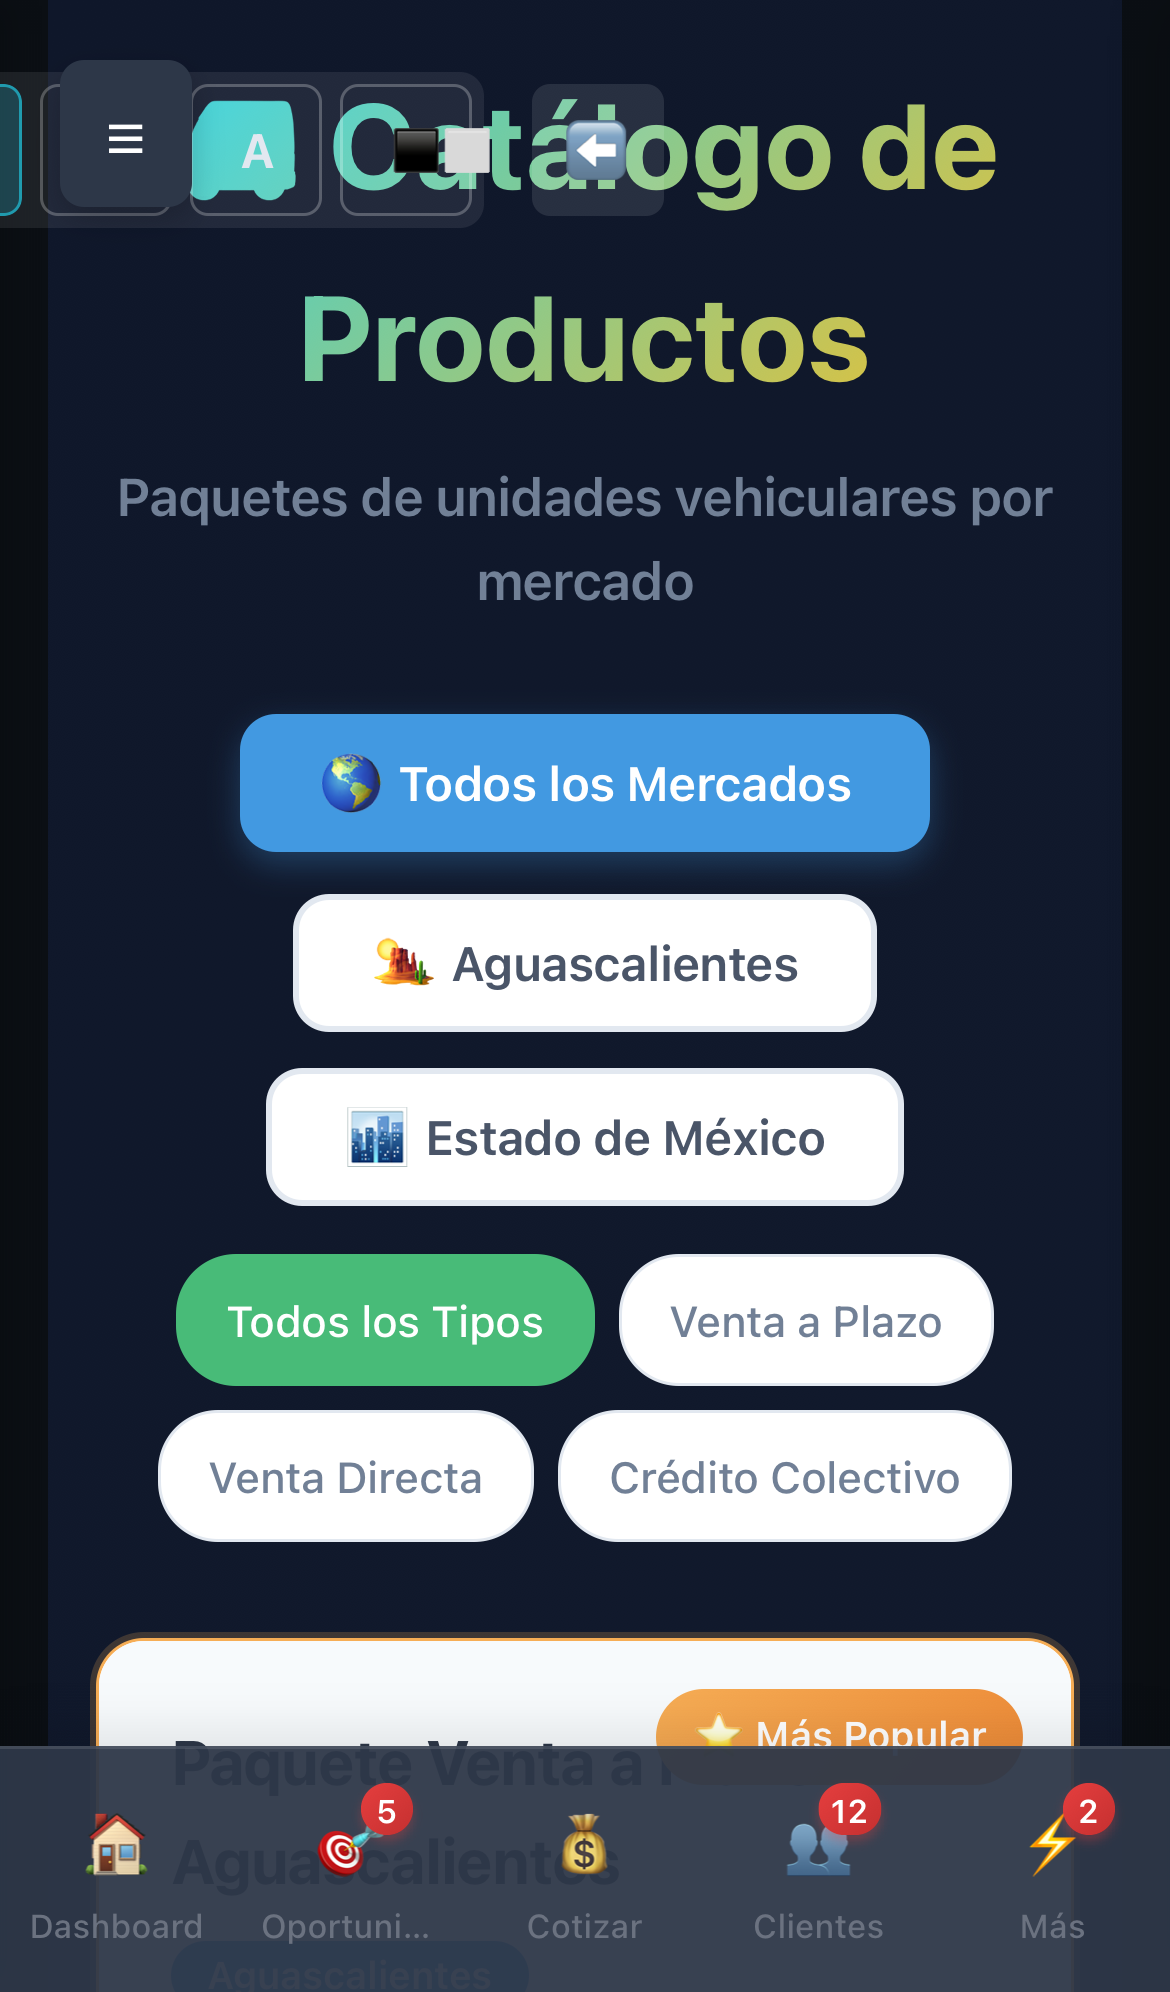 ☰
A
Catálogo de
Productos
Paquetes de unidades vehiculares por
mercado
Todos los Mercados
Aguascalientes
Estado de México
Todos los Tipos
Venta a Plazo
Venta Directa
Crédito Colectivo
Más Popular
Paquete Venta a
Aguascalientes
5
12
2
Dashboard
Oportuni...
Cotizar
Clientes
Más
Aguascalientes